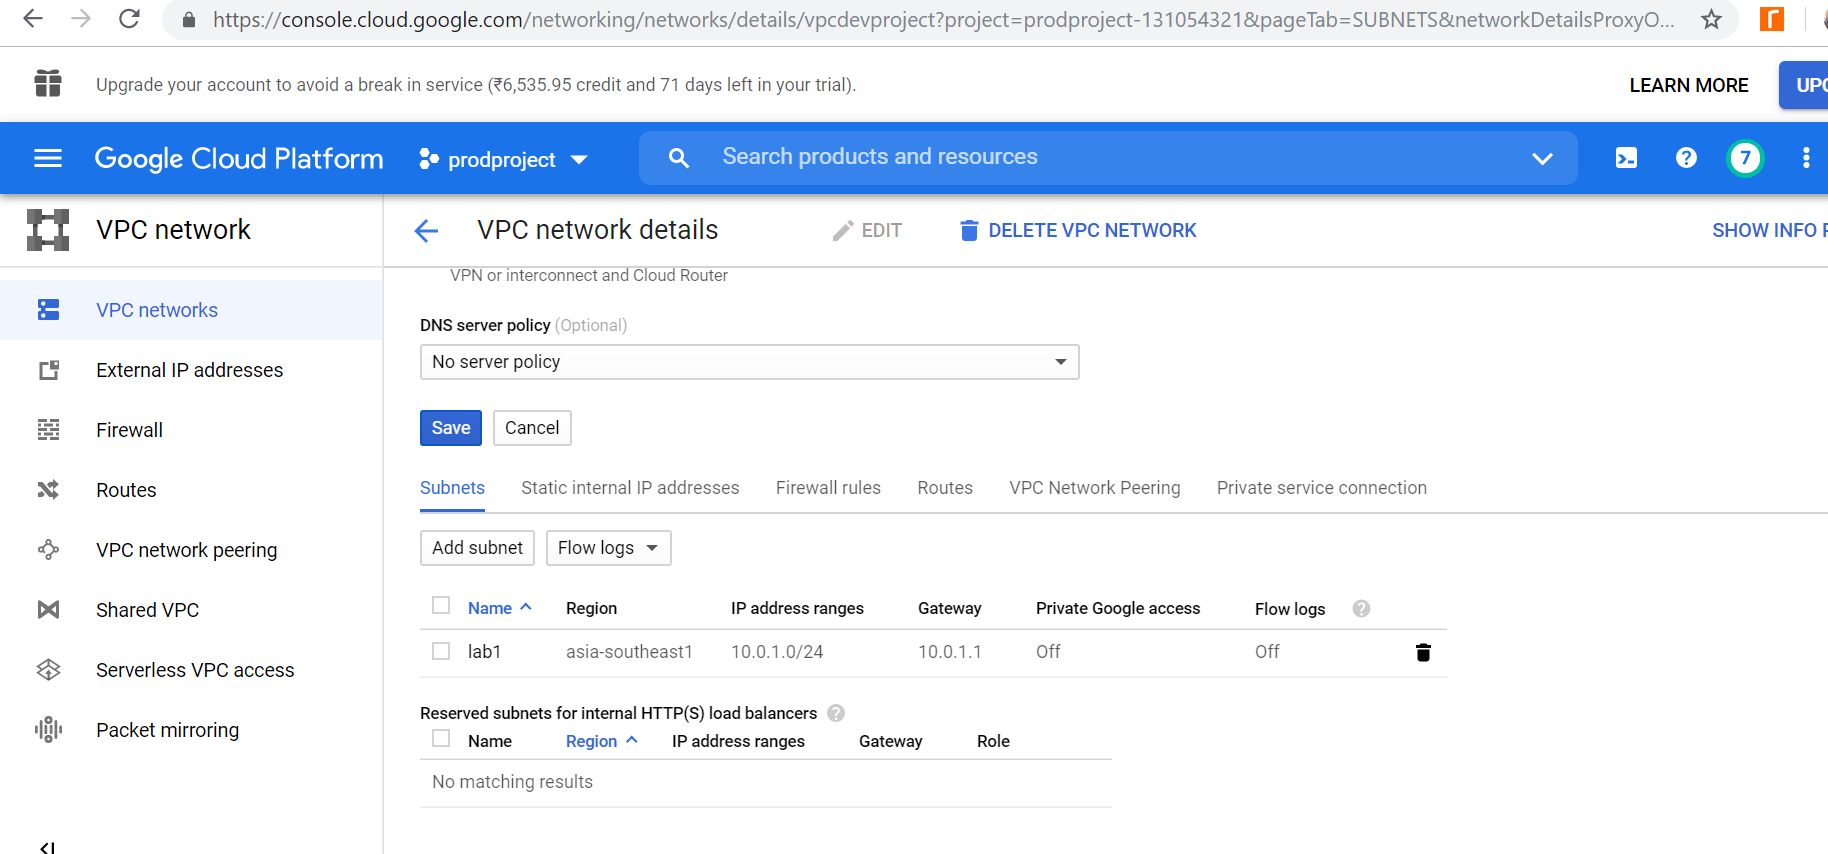 https://console.cloud.google.com/networking/networks/details/vpcdevproject?project=prodproject-131054321&pageTab=SUBNETS&networkDetailsProxyO...
Upgrade your account to avoid a break in service (₹6,535.95 credit and 71 days left in your trial).
LEARN MORE
UPG
Google Cloud Platform
prodproject
Search products and resources
7
VPC network
VPC network details
EDIT
DELETE VPC NETWORK
SHOW INFO P
VPC networks
External IP addresses
Firewall
Routes
VPC network peering
Shared VPC
Serverless VPC access
Packet mirroring
VPN or interconnect and Cloud Router
DNS server policy (Optional)
No server policy
Save Cancel
Subnets Static internal IP addresses Firewall rules Routes VPC Network Peering Private service connection
Add subnet Flow logs
Name Region IP address ranges Gateway Private Google access Flow logs
lab1 asia-southeast1 10.0.1.0/24 10.0.1.1 Off Off
Reserved subnets for internal HTTP(S) load balancers
Name Region IP address ranges Gateway Role
No matching results